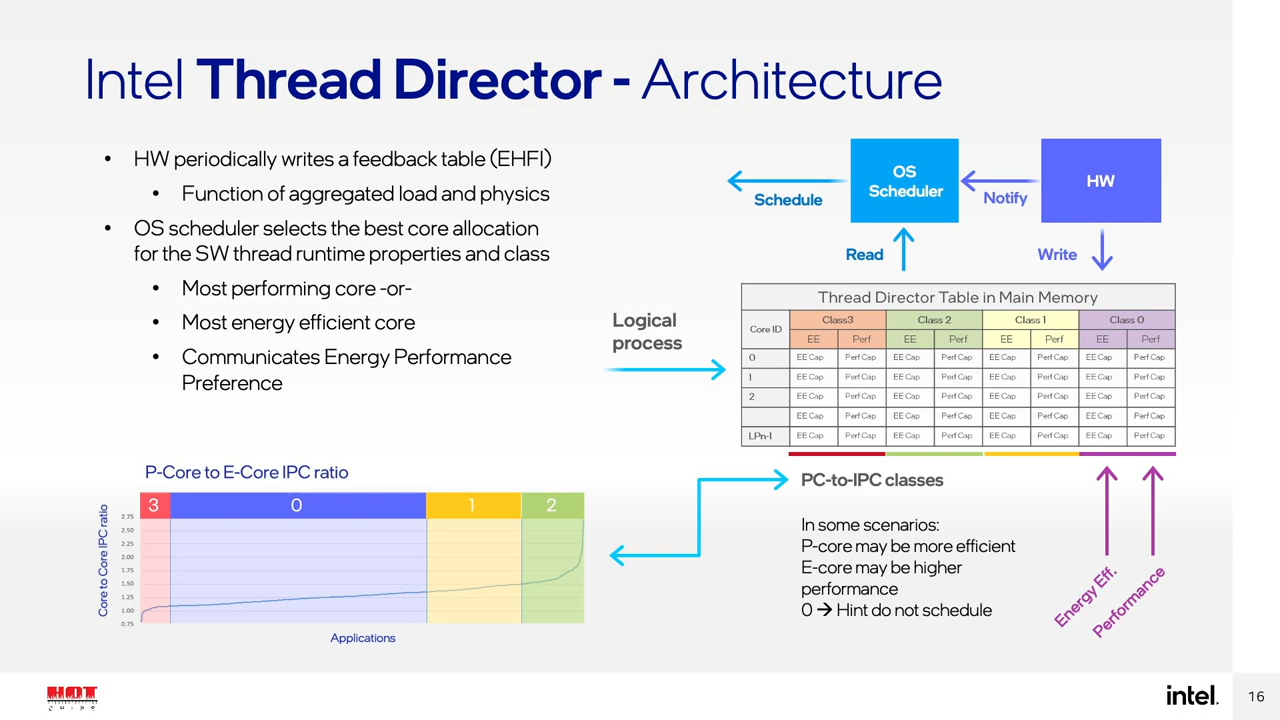 Intel Thread Director - Architecture
• HW periodically writes a feedback table (EHFI)
• Function of aggregated load and physics
• OS scheduler selects the best core allocation
for the SW thread runtime properties and class
• Most performing core -or-
• Most energy efficient core
• Communicates Energy Performance
Preference
Schedule
OS
Scheduler
Notify
HW
Read
Write
Logical
process
Thread Director Table in Main Memory
Core ID Class3 Class 2 Class 1 Class 0
EE Perf EE Perf EE Perf EE Perf
0 EE Cap Perf Cap EE Cap Perf Cap EE Cap Perf Cap EE Cap Perf Cap
1 EE Cap Perf Cap EE Cap Perf Cap EE Cap Perf Cap EE Cap Perf Cap
2 EE Cap Perf Cap EE Cap Perf Cap EE Cap Perf Cap EE Cap Perf Cap
EE Cap Perf Cap EE Cap Perf Cap EE Cap Perf Cap EE Cap Perf Cap
LPn-1 EE Cap Perf Cap EE Cap Perf Cap EE Cap Perf Cap EE Cap Perf Cap
P-Core to E-Core IPC ratio
3 0 1 2
Core to Core IPC ratio
2.75
2.50
2.25
2.00
1.75
1.50
1.25
1.00
0.75
Applications
PC-to-IPC classes
In some scenarios:
P-core may be more efficient
E-core may be higher
performance
0 → Hint do not schedule
Energy Eff.
Performance
HOT
intel.
16